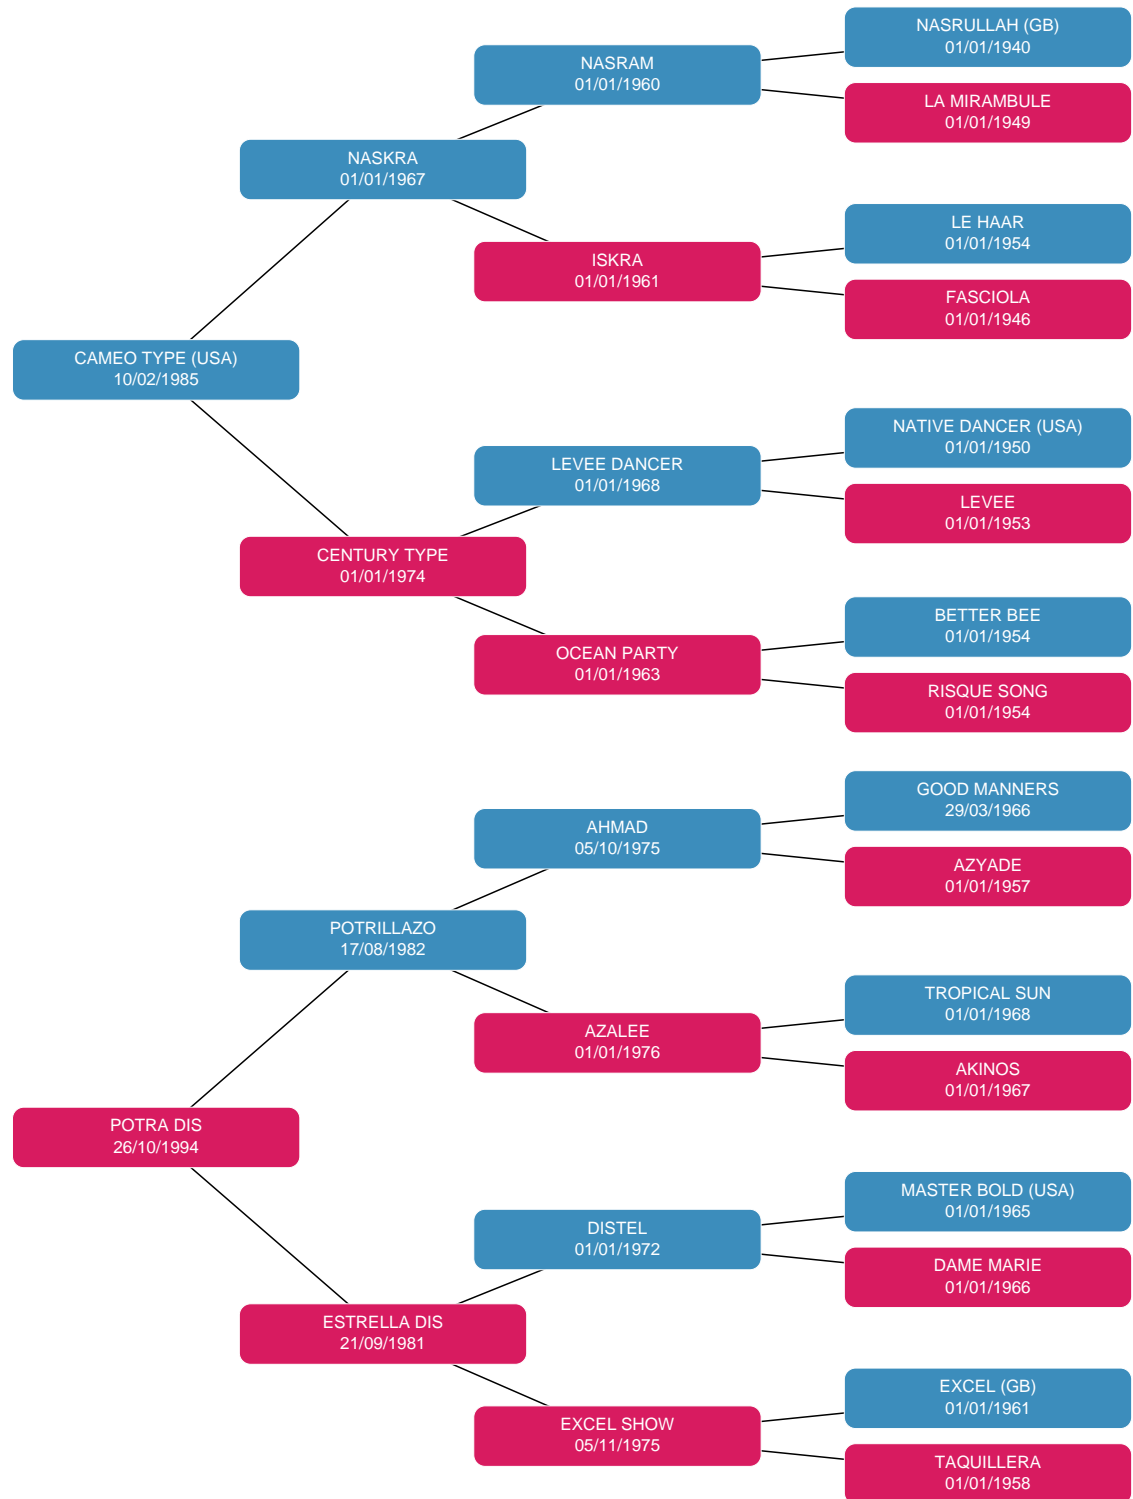 NASRULLAH (GB)
01/01/1940
NASRAM
01/01/1960
LA MIRAMBULE
01/01/1949
NASKRA
01/01/1967
LE HAAR
01/01/1954
ISKRA
01/01/1961
FASCIOLA
01/01/1946
CAMEO TYPE (USA)
10/02/1985
NATIVE DANCER (USA)
01/01/1950
LEVEE DANCER
01/01/1968
LEVEE
01/01/1953
CENTURY TYPE
01/01/1974
BETTER BEE
01/01/1954
OCEAN PARTY
01/01/1963
RISQUE SONG
01/01/1954
GOOD MANNERS
29/03/1966
AHMAD
05/10/1975
AZYADE
01/01/1957
POTRILLAZO
17/08/1982
TROPICAL SUN
01/01/1968
AZALEE
01/01/1976
AKINOS
01/01/1967
POTRA DIS
26/10/1994
MASTER BOLD (USA)
01/01/1965
DISTEL
01/01/1972
DAME MARIE
01/01/1966
ESTRELLA DIS
21/09/1981
EXCEL (GB)
01/01/1961
EXCEL SHOW
05/11/1975
TAQUILLERA
01/01/1958